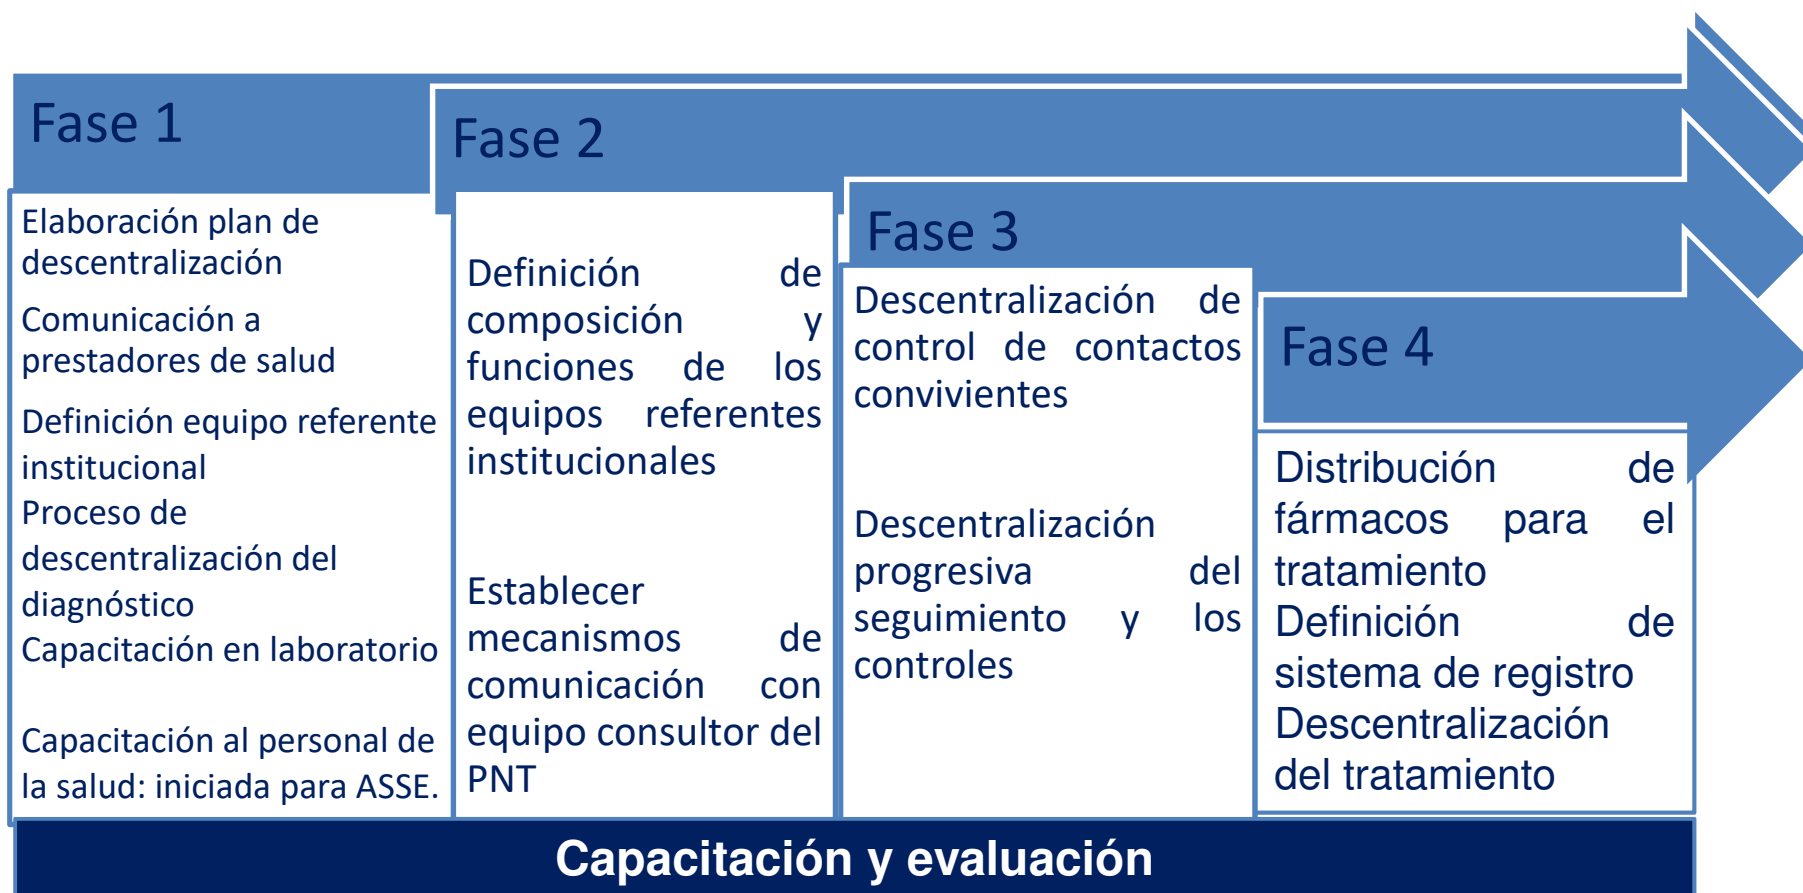 Fase 1
Elaboración plan de
descentralización
Comunicación a
prestadores de salud
Definición equipo referente
institucional
Proceso de
descentralización del
diagnóstico
Capacitación en laboratorio
Capacitación al personal de
la salud: iniciada para ASSE.
Fase 2
Definición de
composición y
funciones de los
equipos referentes
institucionales
Establecer
mecanismos de
comunicación con
equipo consultor del
PNT
Fase 3
Descentralización de
control de contactos
convivientes
Descentralización
progresiva del
seguimiento y los
controles
Fase 4
Distribución de
fármacos para el
tratamiento
Definición de
sistema de registro
Descentralización
del tratamiento
Capacitación y evaluación